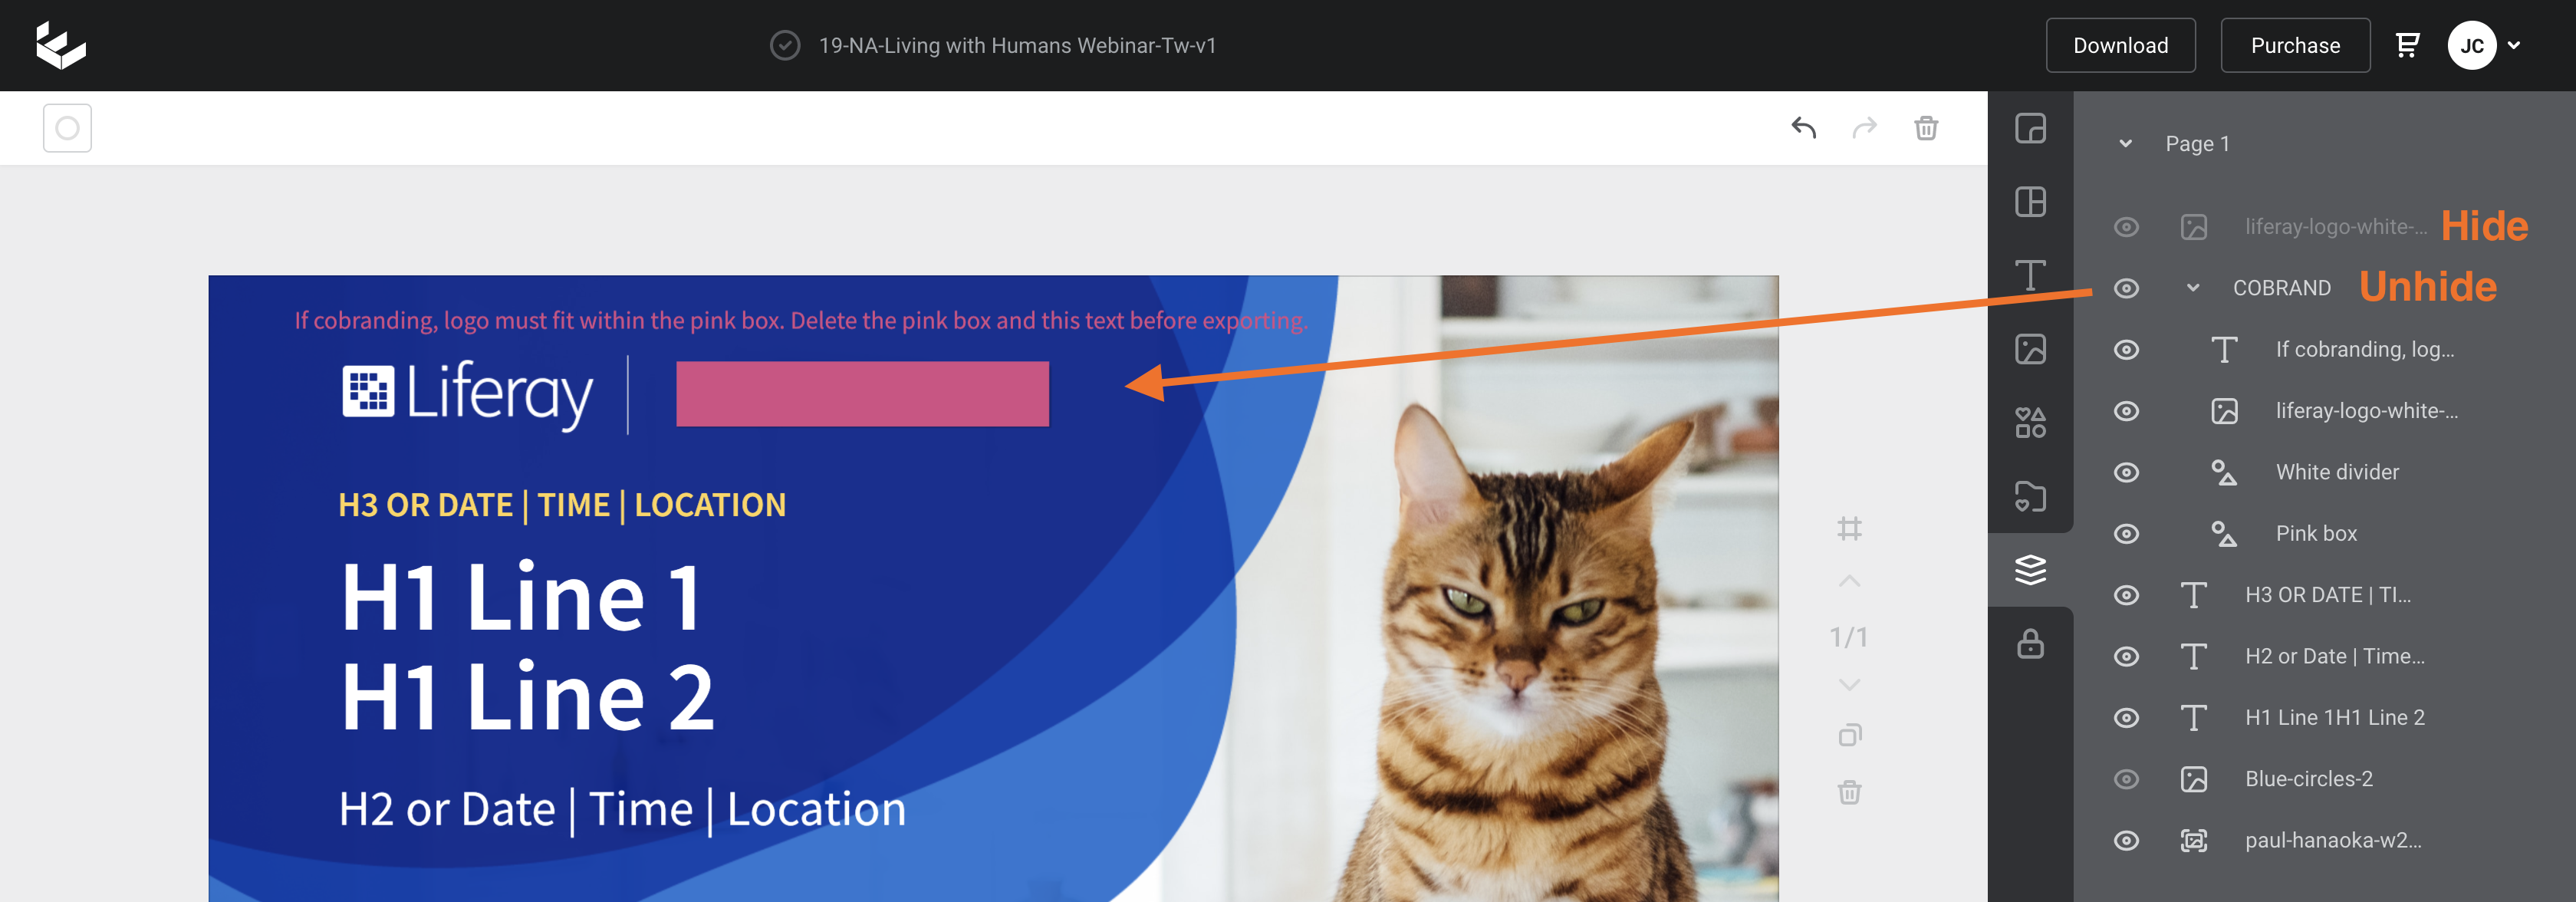 19-NA-Living with Humans Webinar-Tw-v1
Download
Purchase
JC
Page 1
liferay-logo-white-...
Hide
COBRAND
Unhide
If cobranding, log...
liferay-logo-white-...
White divider
Pink box
H3 OR DATE | TI...
H2 or Date | Time...
H1 Line 1H1 Line 2
Blue-circles-2
paul-hanaoka-w2...
If cobranding, logo must fit within the pink box. Delete the pink box and this text before exporting.
Liferay
H3 OR DATE | TIME | LOCATION
H1 Line 1
H1 Line 2
H2 or Date | Time | Location
1/1